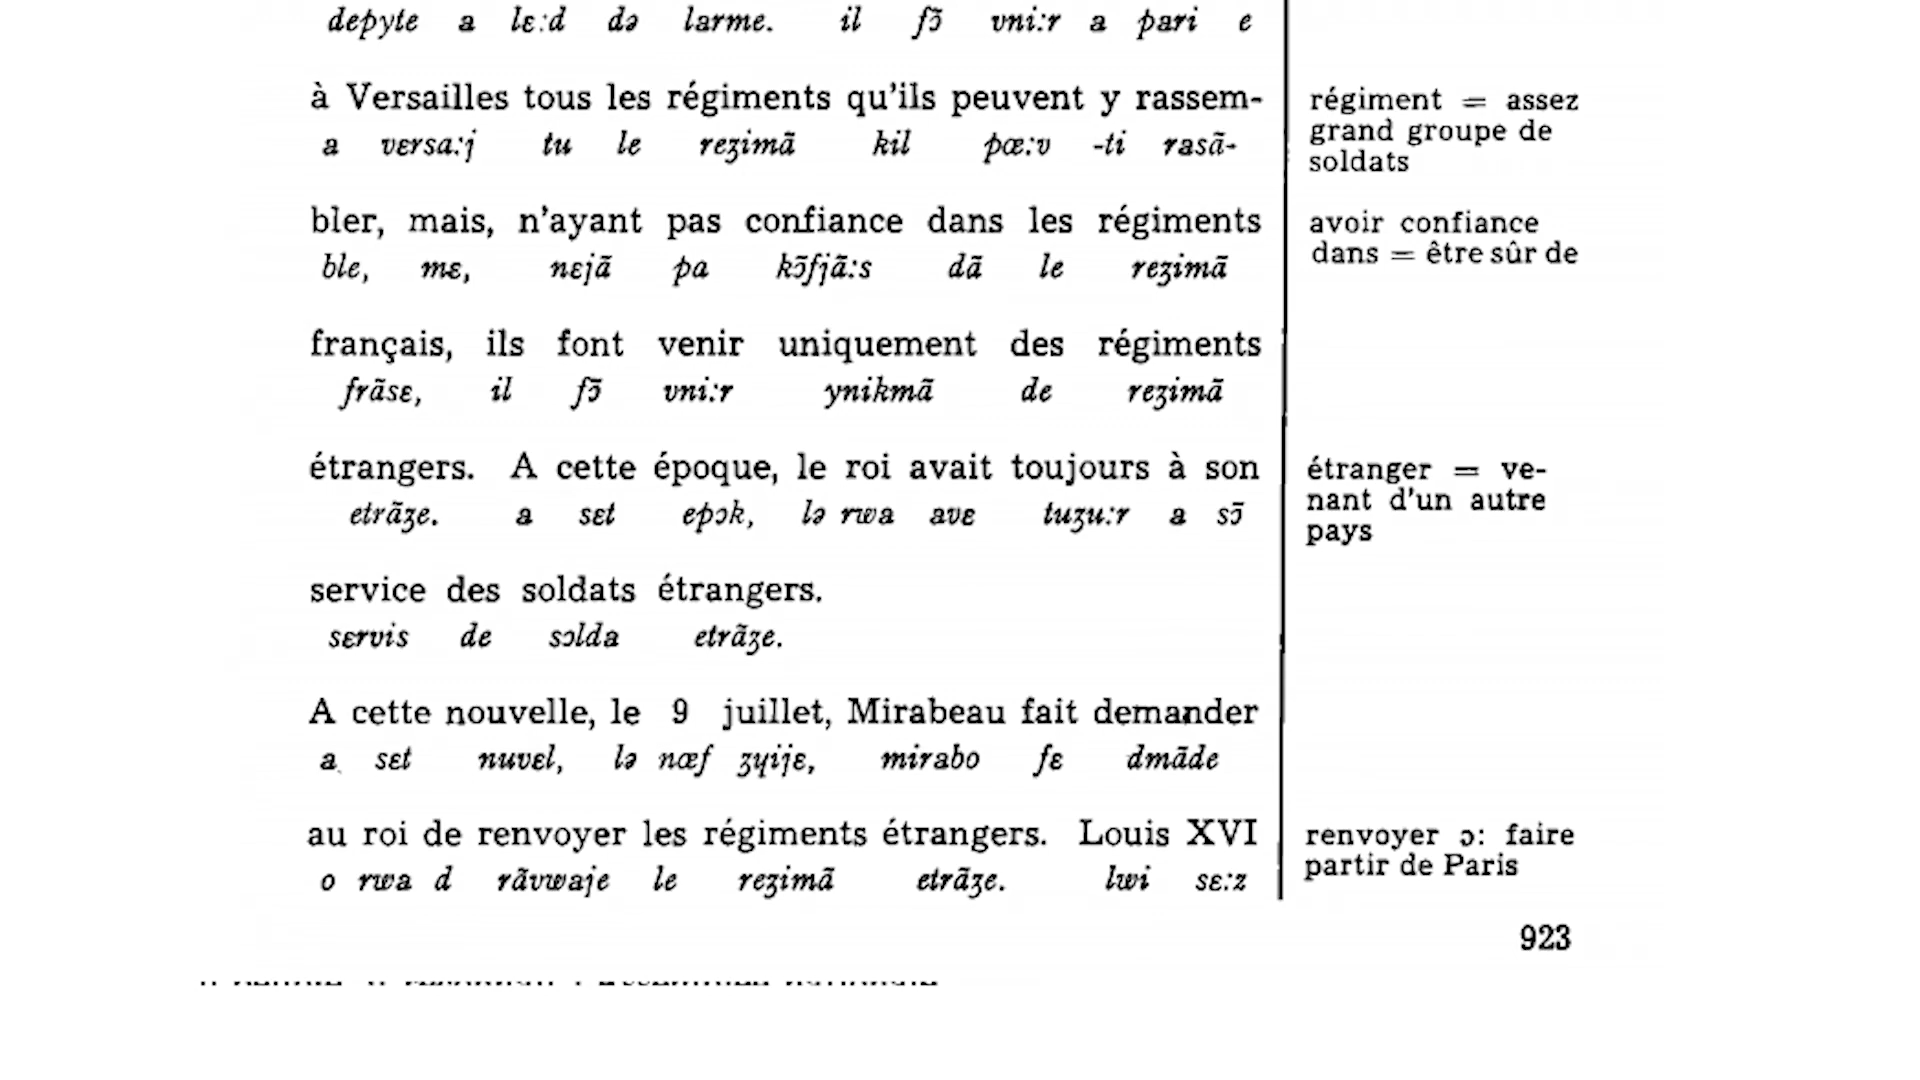 depyte a lɛ:d də larme. il fɔ̃ vni:r a pari e
à Versailles tous les régiments qu'ils peuvent y rassem-
a vɛrsa:j tu le reʒimɑ̃ kil pœ:v -ti rasɑ̃-
bler, mais, n'ayant pas confiance dans les régiments
ble, mɛ, nɛjɑ̃ pa kɔ̃fjɑ̃:s dɑ̃ le reʒimɑ̃
français, ils font venir uniquement des régiments
frɑ̃sɛ, il fɔ̃ vni:r ynikmɑ̃ de reʒimɑ̃
étrangers. A cette époque, le roi avait toujours à son
etrɑ̃ʒe. a sɛt epɔk, lə rwa avɛ tuʒu:r a sɔ̃
service des soldats étrangers.
sɛrvis de sɔlda etrɑ̃ʒe.
A cette nouvelle, le 9 juillet, Mirabeau fait demander
a sɛt nuvɛl, lə nœf ʒɥijɛ, mirabo fɛ dmɑ̃de
au roi de renvoyer les régiments étrangers. Louis XVI
o rwa d rɑ̃vwaje le reʒimɑ̃ etrɑ̃ʒe. lwi sɛ:z
régiment = assez
grand groupe de
soldats
avoir confiance
dans = être sûr de
étranger = ve-
nant d'un autre
pays
renvoyer ɔ: faire
partir de Paris
923